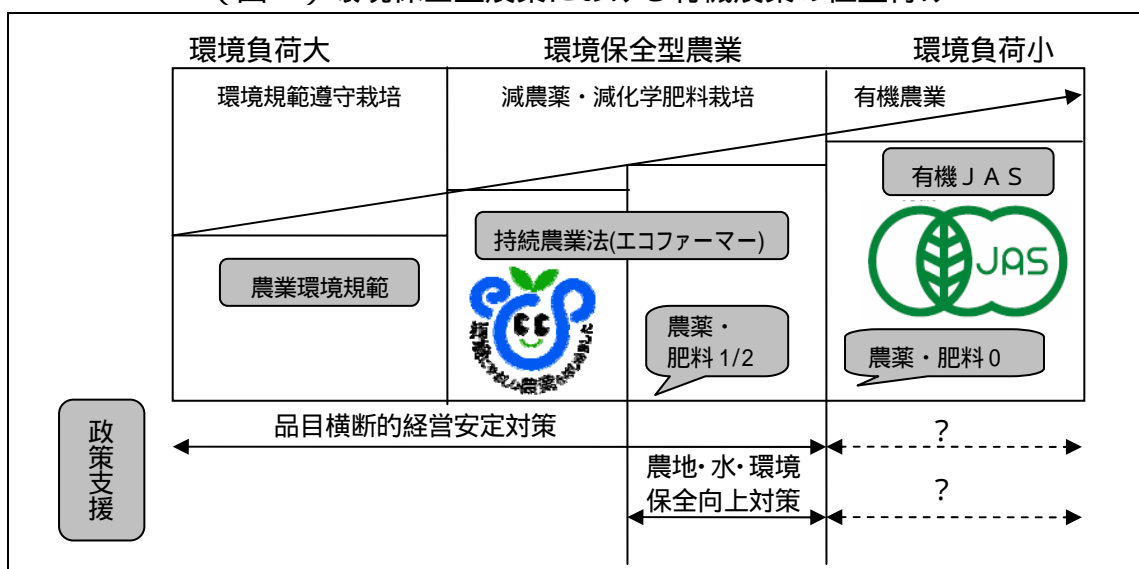 環境負荷大 環境保全型農業 環境負荷小
環境規範遵守栽培 減農薬・減化学肥料栽培 有機農業
有機JAS
持続農業法(エコファーマー)
JAS
農業環境規範
農薬・
肥料1/2
農薬・肥料0
政策支援
品目横断的経営安定対策 ?
農地・水・環境
保全向上対策 ?